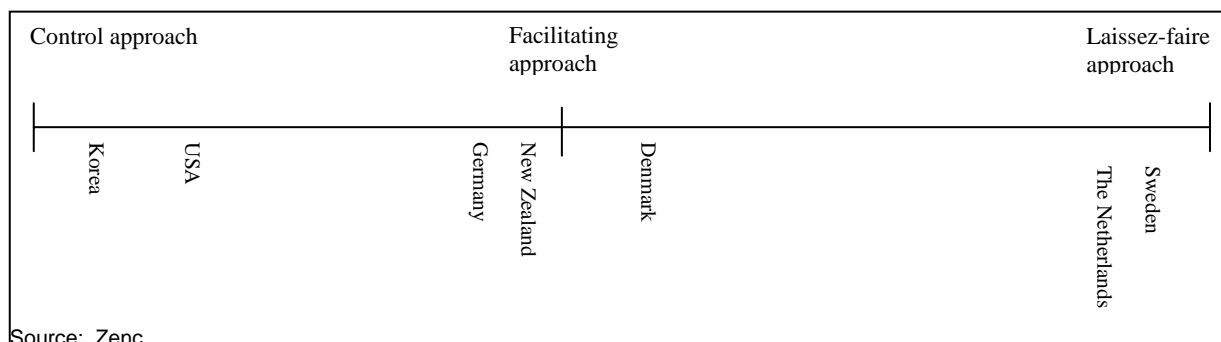 Control approach
Facilitating
approach
Laissez-faire
approach
Korea
USA
Germany
New Zealand
Denmark
The Netherlands
Sweden
Source: Zenc